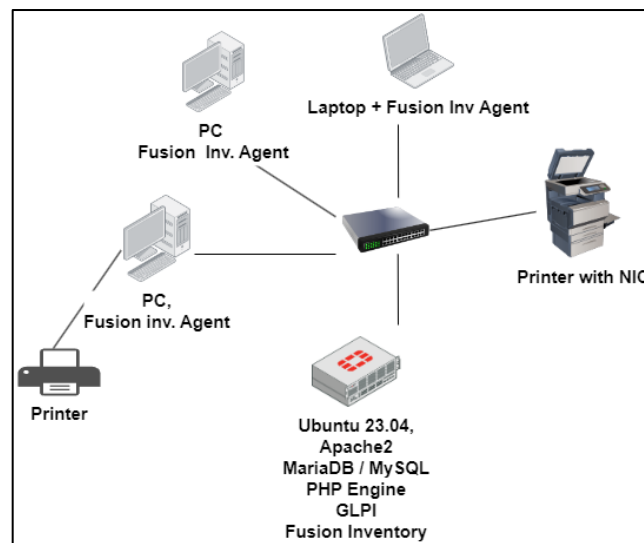 PC
Fusion Inv. Agent
Laptop + Fusion Inv Agent
Printer with NIC
PC,
Fusion inv. Agent
Printer
Ubuntu 23.04,
Apache2
MariaDB / MySQL
PHP Engine
GLPI
Fusion Inventory